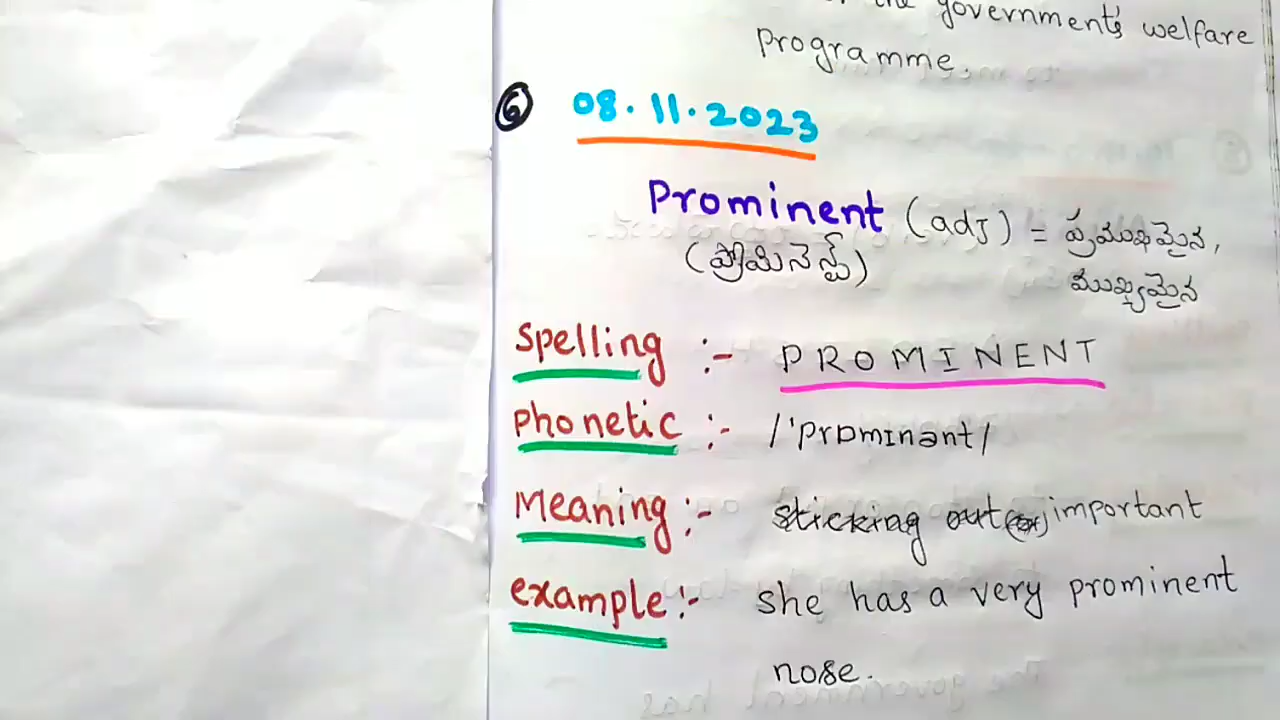 the governments' welfare
programme.
6 08.11.2023
Prominent (adj) = ప్రముఖమైన,
(ప్రొమినెన్ట్) ముఖ్యమైన
Spelling :- PROMINENT
Phonetic :- /'prɒmɪnənt/
Meaning :- sticking out (or) important
example :- she has a very prominent
nose.